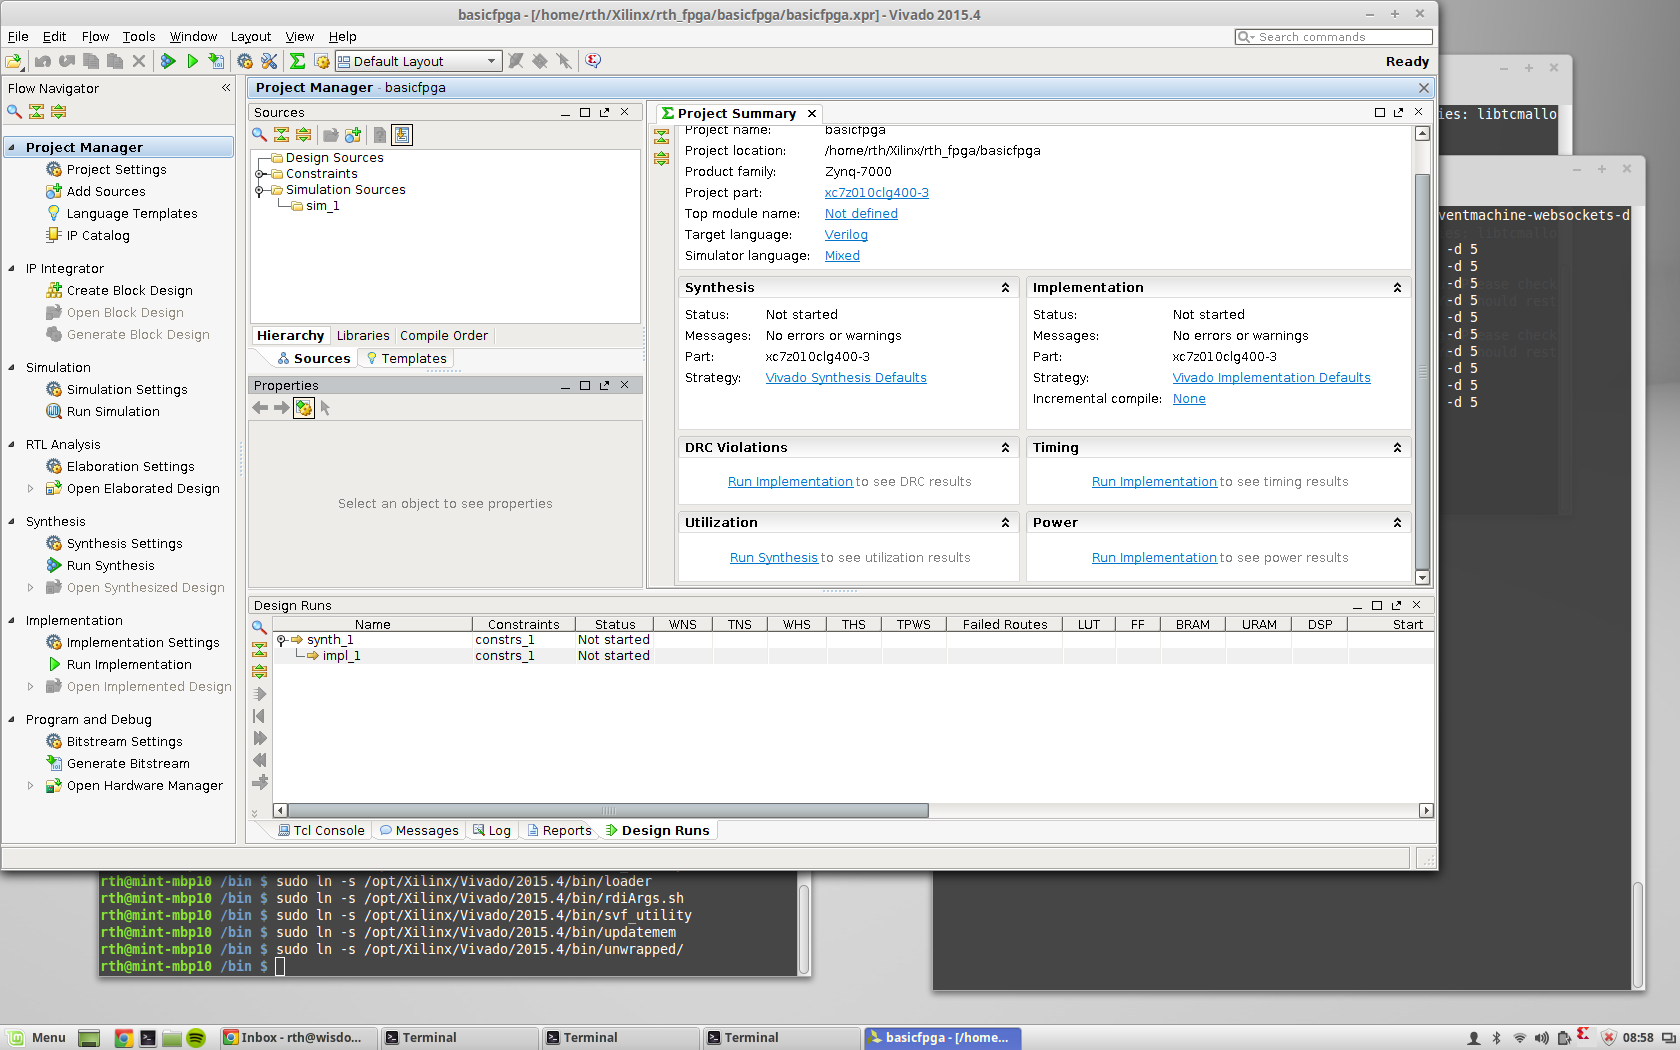 basicfpga - [/home/rth/Xilinx/rth_fpga/basicfpga/basicfpga.xpr] - Vivado 2015.4
File Edit Flow Tools Window Layout View Help
Search commands
Default Layout
Ready
Flow Navigator
Project Manager
Project Settings
Add Sources
Language Templates
IP Catalog
IP Integrator
Create Block Design
Open Block Design
Generate Block Design
Simulation
Simulation Settings
Run Simulation
RTL Analysis
Elaboration Settings
Open Elaborated Design
Synthesis
Synthesis Settings
Run Synthesis
Open Synthesized Design
Implementation
Implementation Settings
Run Implementation
Open Implemented Design
Program and Debug
Bitstream Settings
Generate Bitstream
Open Hardware Manager
Project Manager - basicfpga
Sources
Design Sources
Constraints
Simulation Sources
sim_1
Hierarchy Libraries Compile Order
Sources Templates
Properties
Select an object to see properties
Project Summary
Project name: basicfpga
Project location: /home/rth/Xilinx/rth_fpga/basicfpga
Product family: Zynq-7000
Project part: xc7z010clg400-3
Top module name: Not defined
Target language: Verilog
Simulator language: Mixed
Synthesis
Status: Not started
Messages: No errors or warnings
Part: xc7z010clg400-3
Strategy: Vivado Synthesis Defaults
Implementation
Status: Not started
Messages: No errors or warnings
Part: xc7z010clg400-3
Strategy: Vivado Implementation Defaults
Incremental compile: None
DRC Violations
Run Implementation to see DRC results
Timing
Run Implementation to see timing results
Utilization
Run Synthesis to see utilization results
Power
Run Implementation to see power results
Design Runs
Name Constraints Status WNS TNS WHS THS TPWS Failed Routes LUT FF BRAM URAM DSP Start
synth_1 constrs_1 Not started
impl_1 constrs_1 Not started
Tcl Console Messages Log Reports Design Runs
ies: libtcmallo
ventmachine-websockets-d
ies: libtcmallo
-d 5
-d 5
-d 5 ase check
-d 5 ould rest
-d 5
-d 5 ase check
-d 5 ould rest
-d 5
-d 5
-d 5
rth@mint-mbp10 /bin $ sudo ln -s /opt/Xilinx/Vivado/2015.4/bin/loader
rth@mint-mbp10 /bin $ sudo ln -s /opt/Xilinx/Vivado/2015.4/bin/rdiArgs.sh
rth@mint-mbp10 /bin $ sudo ln -s /opt/Xilinx/Vivado/2015.4/bin/svf_utility
rth@mint-mbp10 /bin $ sudo ln -s /opt/Xilinx/Vivado/2015.4/bin/updatemem
rth@mint-mbp10 /bin $ sudo ln -s /opt/Xilinx/Vivado/2015.4/bin/unwrapped/
rth@mint-mbp10 /bin $
Menu
Inbox - rth@wisdo...
Terminal
Terminal
Terminal
basicfpga - [/home...
08:58